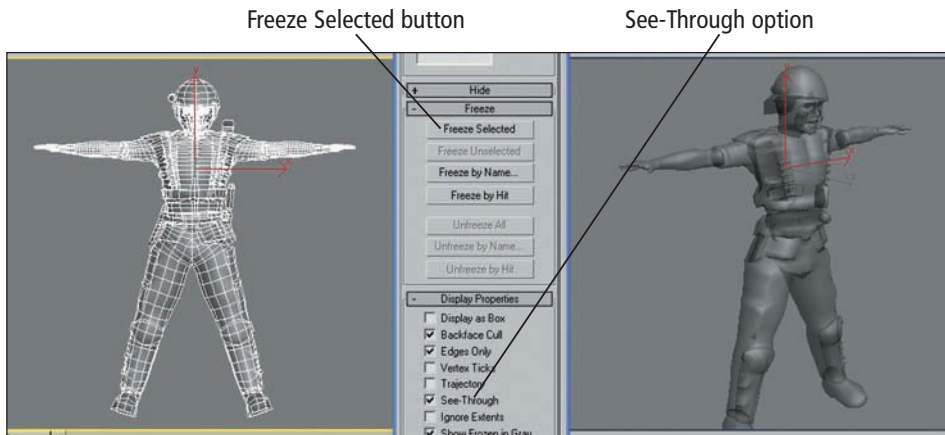 Freeze Selected button
See-Through option
+ Hide
- Freeze
Freeze Selected
Freeze Unselected
Freeze by Name...
Freeze by Hit
Unfreeze All
Unfreeze by Name...
Unfreeze by Hit
- Display Properties
Display as Box
Backface Cull
Edges Only
Vertex Ticks
Trajectory
See-Through
Ignore Extents
Show Frozen in Gray
y
x
y
x